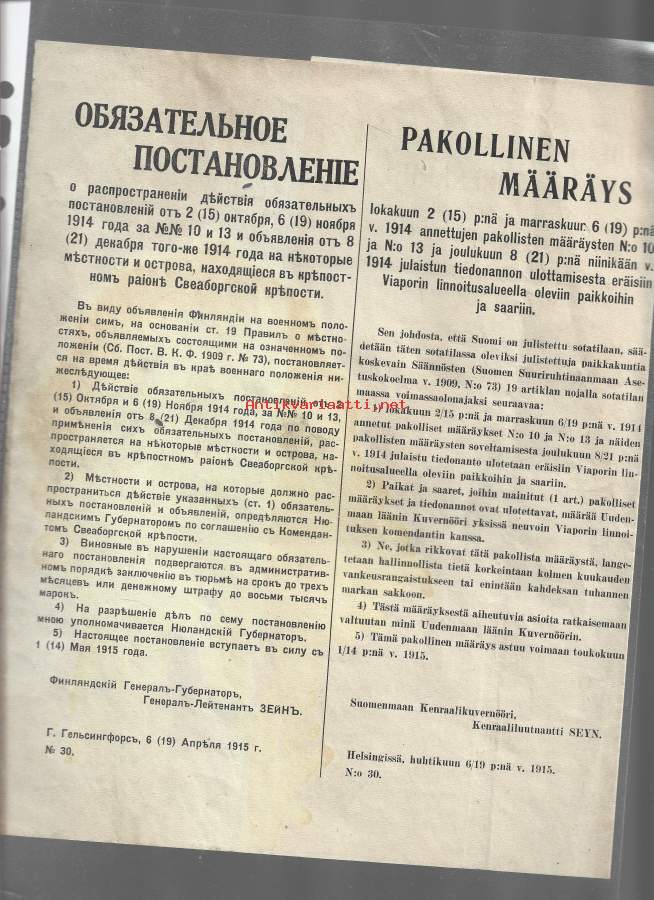 ОБЯЗАТЕЛЬНОЕ
ПОСТАНОВЛЕНІЕ
о распространеніи дѣйствія обязательныхъ
постановленій отъ 2 (15) октября, 6 (19) ноября
1914 года за №№ 10 и 13 и объявленія отъ 8
(21) декабря того-же 1914 года на нѣкоторые
мѣстности и острова, находящіеся въ крѣпост-
номъ раіонѣ Свеаборгской крѣпости.
Въ виду объявленія Финляндіи на военномъ поло-
женіи симъ, на основаніи ст. 19 Правилъ о мѣстно-
стяхъ, объявляемыхъ состоящими на означенномъ по-
ложеніи (Сб. Пост. В. К. Ф. 1909 г. № 73), постановляет-
ся на время дѣйствія въ краѣ военнаго положенія ни-
жеслѣдующее:
1) Дѣйствіе обязательныхъ постановленій отъ 2
(15) Октября и 6 (19) Ноября 1914 года, за №№ 10 и 13,
и объявленія отъ 8 (21) Декабря 1914 года по поводу
примѣненія сихъ обязательныхъ постановленій, рас-
пространяется на нѣкоторые мѣстности и острова, на-
ходящіеся въ крѣпостномъ раіонѣ Свеаборгской крѣ-
пости.
2) Мѣстности и острова, на которые должно рас-
пространиться дѣйствіе указанныхъ (ст. 1) обязатель-
ныхъ постановленій и объявленій, опредѣляются Ню-
ландскимъ Губернаторомъ по соглашенію съ Комендан-
томъ Свеаборгской крѣпости.
3) Виновные въ нарушеніи настоящаго обязатель-
наго постановленія подвергаются въ административ-
номъ порядкѣ заключенію въ тюрьмѣ на срокъ до трехъ
мѣсяцевъ или денежному штрафу до восьми тысячъ
марокъ.
4) На разрѣшеніе дѣлъ по сему постановленію
мною уполномачивается Нюландскій Губернаторъ.
5) Настоящее постановленіе вступаетъ въ силу съ
1 (14) Мая 1915 года.
Финляндскій Генералъ-Губернаторъ,
Генералъ-Лейтенантъ ЗЕЙНЪ.
Г. Гельсингфорсъ, 6 (19) Апрѣля 1915 г.
№ 30.
PAKOLLINEN
MÄÄRÄYS
lokakuun 2 (15) p:nä ja marraskuun 6 (19) p:nä
v. 1914 annettujen pakollisten määräysten N:o 10
ja N:o 13 ja joulukuun 8 (21) p:nä niinikään v.
1914 julaistun tiedonannon ulottamisesta eräisiin
Viaporin linnoitusalueella oleviin paikkoihin
ja saariin.
Sen johdosta, että Suomi on julistettu sotatilaan, sää-
detään täten sotatilassa oleviksi julistettuja paikkakuntia
koskevain Säännösten (Suomen Suuriruhtinaanmaan Ase-
tuskokoelma v. 1909, N:o 73) 19 artiklan nojalla sotatilan
maassa voimassaolonajaksi seuraavaa:
1) Lokakuun 2/15 p:nä ja marraskuun 6/19 p:nä v. 1914
annetut pakolliset määräykset N:o 10 ja N:o 13 ja näiden
pakollisten määräysten soveltamisesta joulukuun 8/21 p:nä
v. 1914 julaistu tiedonanto ulotetaan eräisiin Viaporin lin-
noitusalueella oleviin paikkoihin ja saariin.
2) Paikat ja saaret, joihin mainitut (1 art.) pakolliset
määräykset ja tiedonannot ovat ulotettavat, määrää Uuden-
maan läänin Kuvernööri yksissä neuvoin Viaporin linnoi-
tuksen komendantin kanssa.
3) Ne, jotka rikkovat tätä pakollista määräystä, lange-
tetaan hallinnollista tietä korkeintaan kolmen kuukauden
vankeusrangaistukseen tai enintään kahdeksan tuhannen
markan sakkoon.
4) Tästä määräyksestä aiheutuvia asioita ratkaisemaan
valtuutan minä Uudenmaan läänin Kuvernöörin.
5) Tämä pakollinen määräys astuu voimaan toukokuun
1/14 p:nä v. 1915.
Suomenmaan Kenraalikuvernööri,
Kenraaliluutnantti SEYN.
Helsingissä, huhtikuun 6/19 p:nä v. 1915.
N:o 30.
Antikvariaatti.net